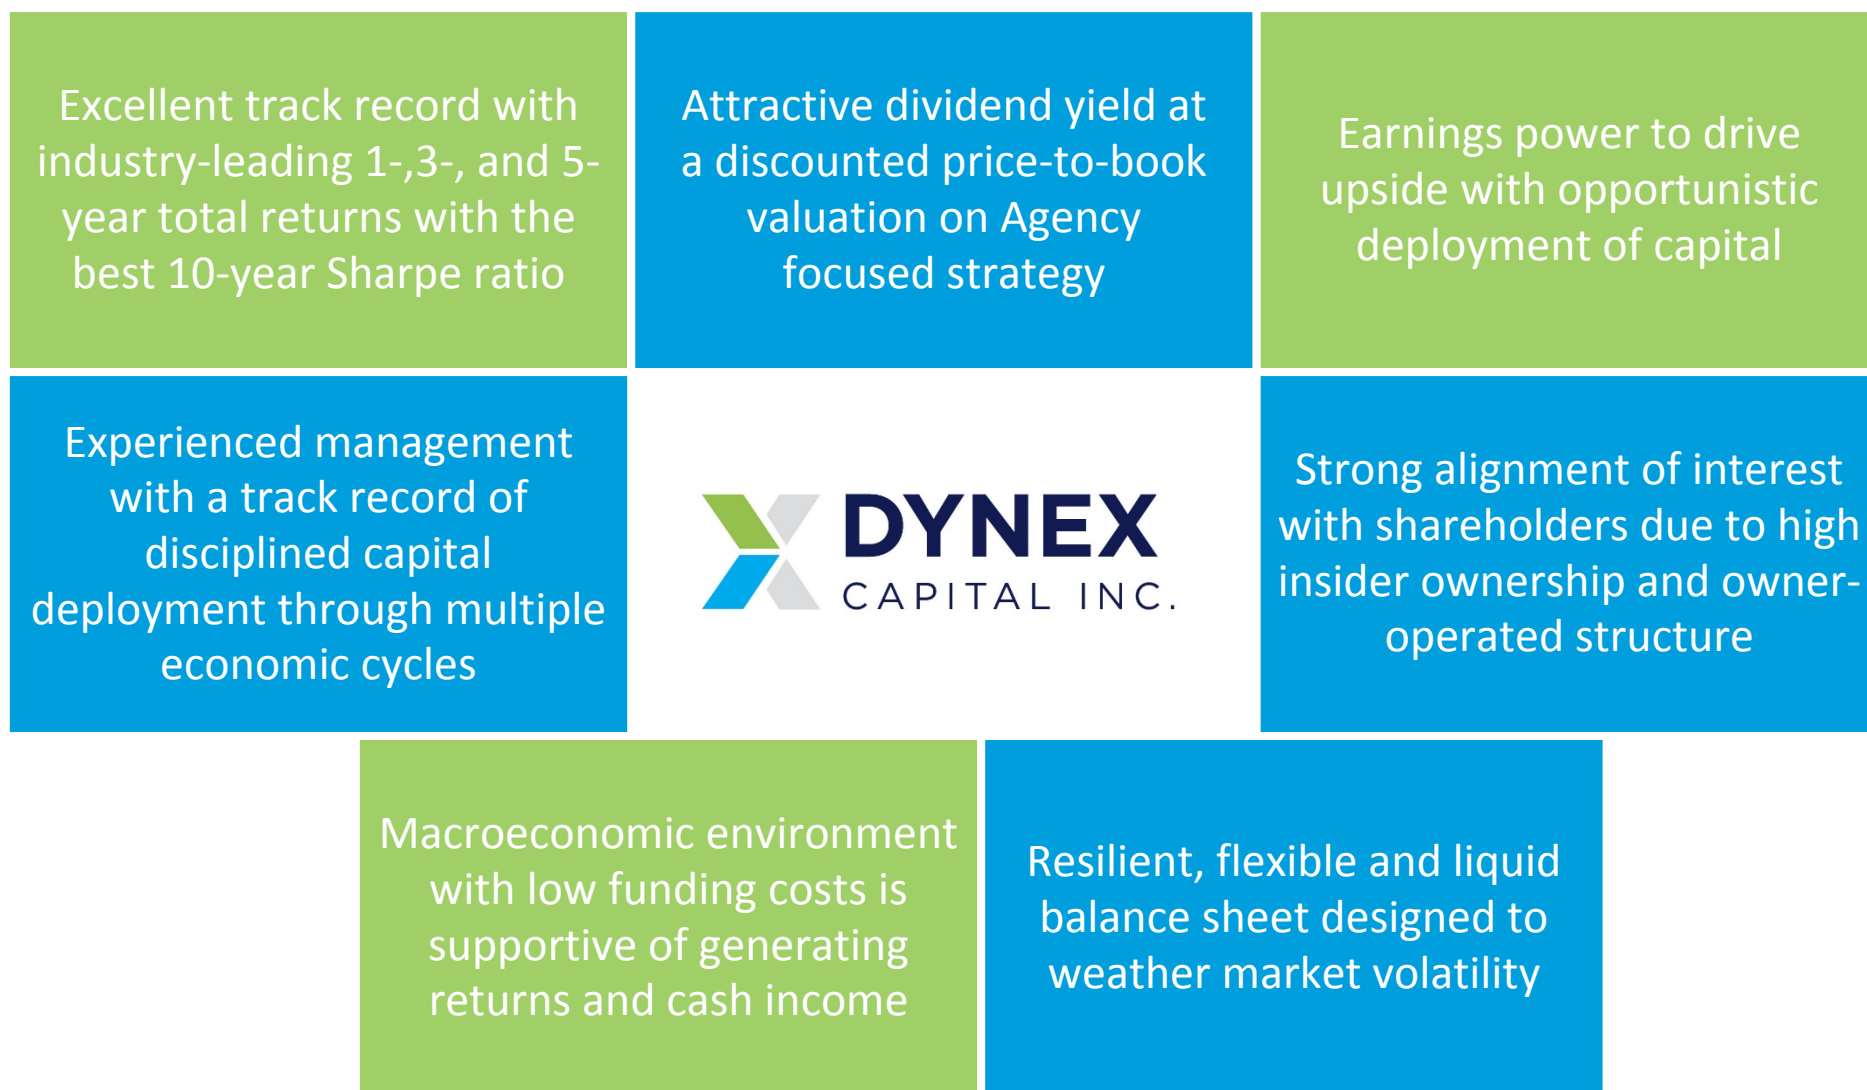 Excellent track record with
industry-leading 1-,3-, and 5-
year total returns with the
best 10-year Sharpe ratio
Attractive dividend yield at
a discounted price-to-book
valuation on Agency
focused strategy
Earnings power to drive
upside with opportunistic
deployment of capital
Experienced management
with a track record of
disciplined capital
deployment through multiple
economic cycles
DYNEX
CAPITAL INC.
Strong alignment of interest
with shareholders due to high
insider ownership and owner-
operated structure
Macroeconomic environment
with low funding costs is
supportive of generating
returns and cash income
Resilient, flexible and liquid
balance sheet designed to
weather market volatility